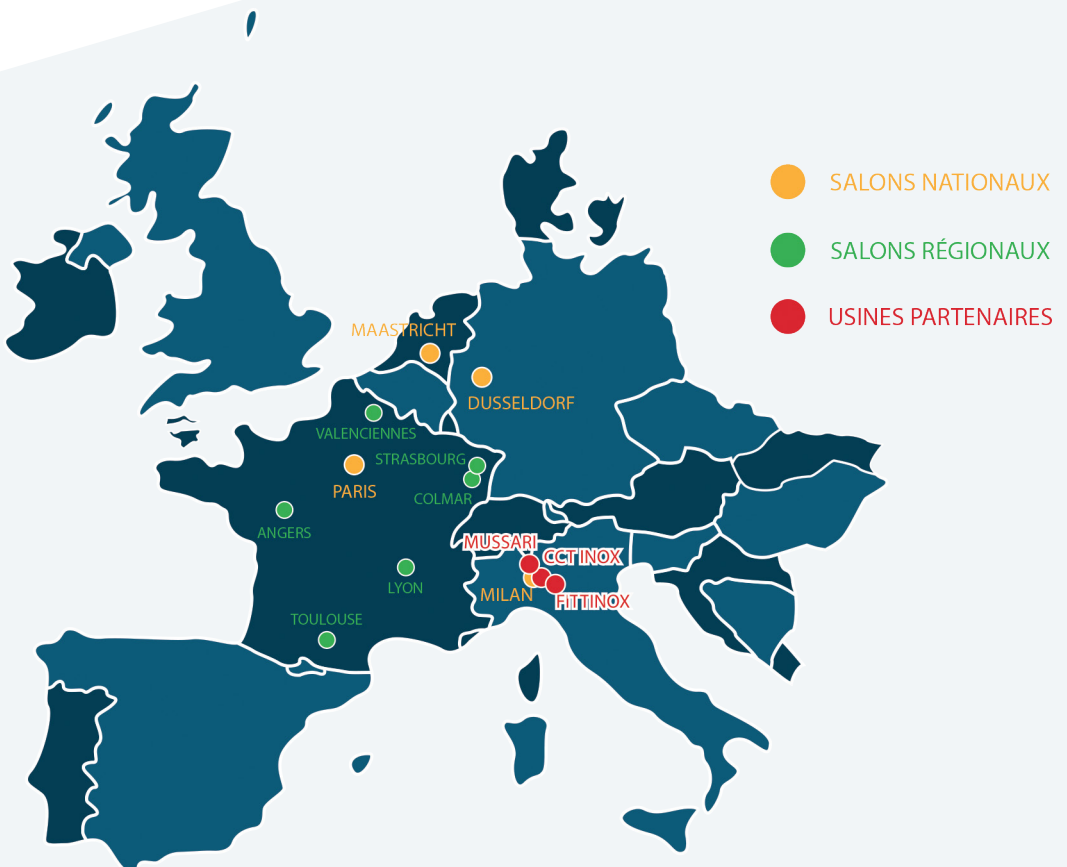 SALONS NATIONAUX
SALONS RÉGIONAUX
USINES PARTENAIRES
MAASTRICHT
DUSSELDORF
VALENCIENNES
STRASBOURG
PARIS
COLMAR
ANGERS
MUSSARI
CCT INOX
LYON
MILAN
FITTINOX
TOULOUSE